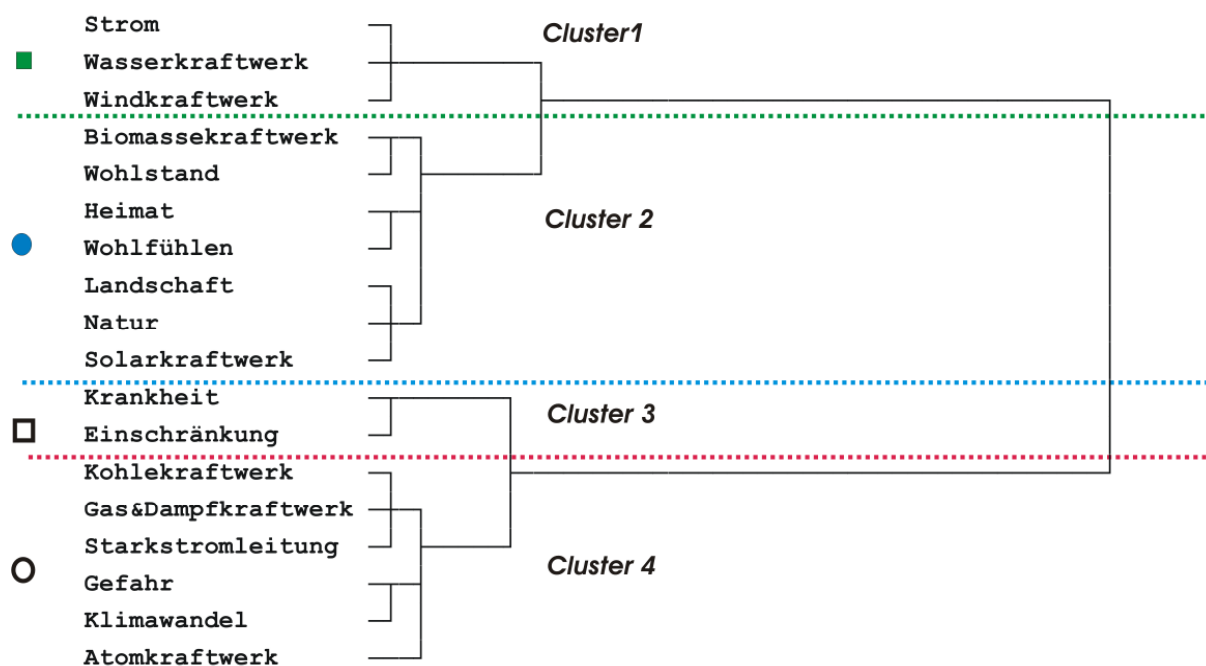 Strom
Cluster1
Wasserkraftwerk
Windkraftwerk
Biomassekraftwerk
Wohlstand
Heimat
Cluster 2
Wohlfühlen
Landschaft
Natur
Solarkraftwerk
Krankheit
Cluster 3
Einschränkung
Kohlekraftwerk
Gas&Dampfkraftwerk
Starkstromleitung
Cluster 4
Gefahr
Klimawandel
Atomkraftwerk